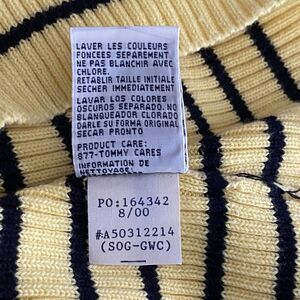 LAVER LES COULEURS
FONCEES SEPAREMENT
NE PAS BLANCHIR AVEC
CHLORE.
RETABLIR TAILLE INITIALE
SECHER IMMEDIATEMENT
LAVAR LOS COLORES
OSCUROS SEPARADO. NO
BLANQUEADOR CLORADO
DARLE SU FORMA ORIGINAL
SECAR PRONTO
PRODUCT CARE:
877-TOMMY CARES
INFORMATION DE
NETTOYAGE:
PO:164342
8/00
#A50312214
(SOG-GWC)